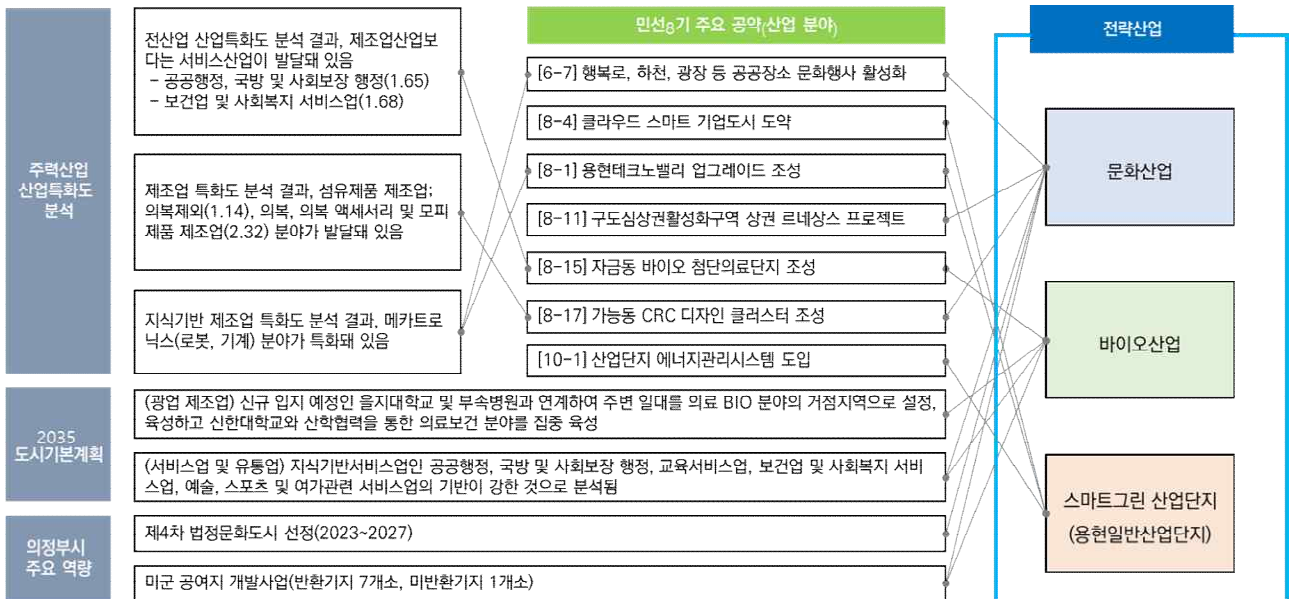 주력산업
산업특화도
분석
전산업 산업특화도 분석 결과, 제조업산업보
다는 서비스산업이 발달돼 있음
- 공공행정, 국방 및 사회보장 행정(1.65)
- 보건업 및 사회복지 서비스업(1.68)
제조업 특화도 분석 결과, 섬유제품 제조업;
의복제외(1.14), 의복, 의복 액세서리 및 모피
제품 제조업(2.32) 분야가 발달돼 있음
지식기반 제조업 특화도 분석 결과, 메카트로
닉스(로봇, 기계) 분야가 특화돼 있음
민선8기 주요 공약(산업 분야)
[6-7] 행복로, 하천, 광장 등 공공장소 문화행사 활성화
[8-4] 클라우드 스마트 기업도시 도약
[8-1] 용현테크노밸리 업그레이드 조성
[8-11] 구도심상권활성화구역 상권 르네상스 프로젝트
[8-15] 자금동 바이오 첨단의료단지 조성
[8-17] 가능동 CRC 디자인 클러스터 조성
[10-1] 산업단지 에너지관리시스템 도입
2035
도시기본계획
(광업 제조업) 신규 입지 예정인 을지대학교 및 부속병원과 연계하여 주변 일대를 의료 BIO 분야의 거점지역으로 설정,
육성하고 신한대학교와 산학협력을 통한 의료보건 분야를 집중 육성
(서비스업 및 유통업) 지식기반서비스업인 공공행정, 국방 및 사회보장 행정, 교육서비스업, 보건업 및 사회복지 서비
스업, 예술, 스포츠 및 여가관련 서비스업의 기반이 강한 것으로 분석됨
의정부시
주요 역량
제4차 법정문화도시 선정(2023~2027)
미군 공여지 개발사업(반환기지 7개소, 미반환기지 1개소)
전략산업
문화산업
바이오산업
스마트그린 산업단지
(용현일반산업단지)